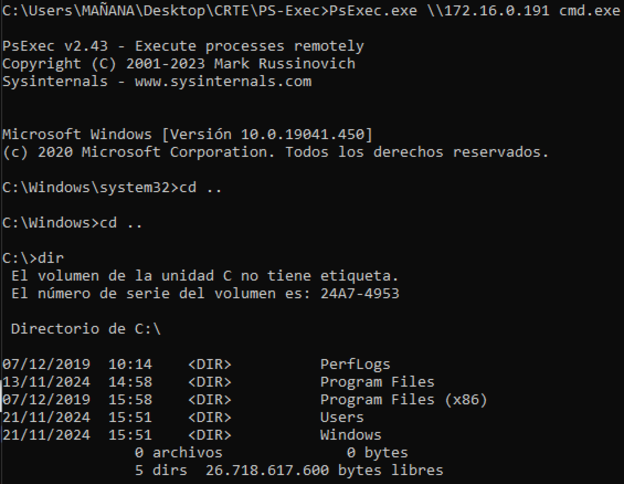 C:\Users\MAÑANA\Desktop\CRTE\PS-Exec>PsExec.exe \\172.16.0.191 cmd.exe
PsExec v2.43 - Execute processes remotely
Copyright (C) 2001-2023 Mark Russinovich
Sysinternals - www.sysinternals.com
Microsoft Windows [Versión 10.0.19041.450]
(c) 2020 Microsoft Corporation. Todos los derechos reservados.
C:\Windows\system32>cd ..
C:\Windows>cd ..
C:\>dir
 El volumen de la unidad C no tiene etiqueta.
 El número de serie del volumen es: 24A7-4953
 Directorio de C:\
07/12/2019  10:14    <DIR>          PerfLogs
13/11/2024  14:58    <DIR>          Program Files
07/12/2019  15:58    <DIR>          Program Files (x86)
21/11/2024  15:51    <DIR>          Users
21/11/2024  15:51    <DIR>          Windows
               0 archivos              0 bytes
               5 dirs  26.718.617.600 bytes libres